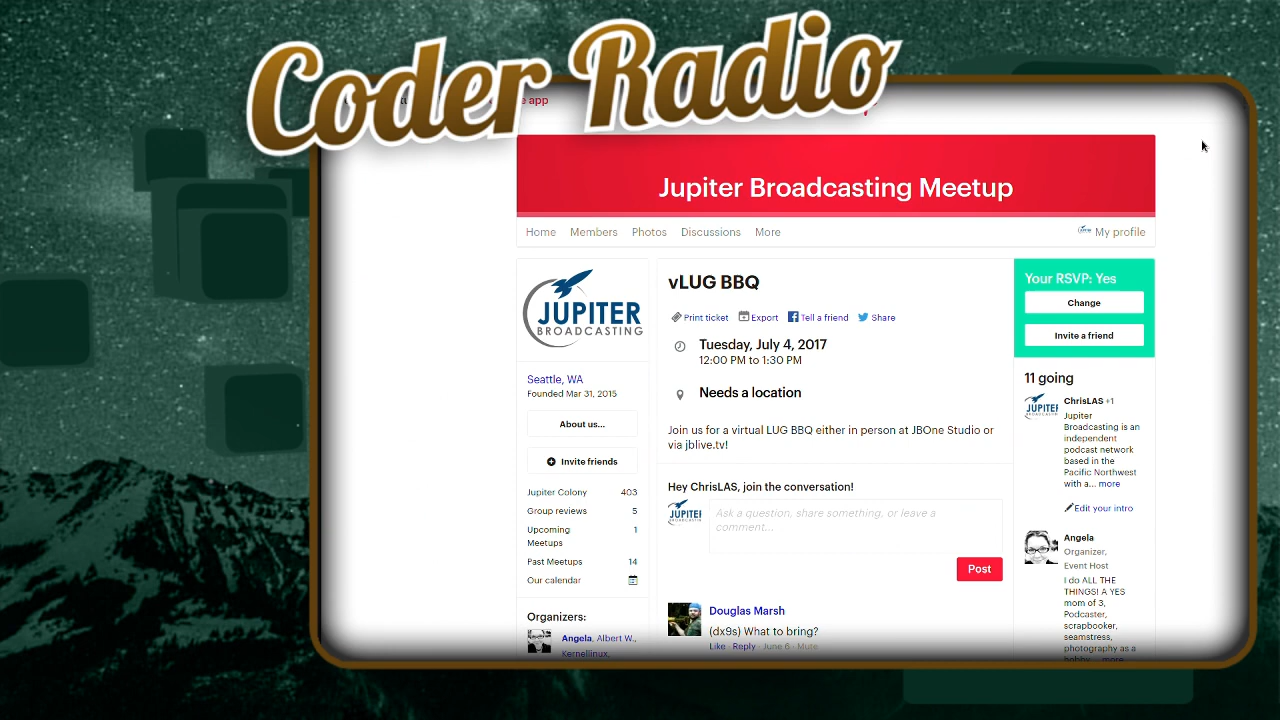 Coder Radio
e app
Jupiter Broadcasting Meetup
Home Members Photos Discussions More My profile
JUPITER
BROADCASTING
Seattle, WA
Founded Mar 31, 2015
About us...
Invite friends
Jupiter Colony 403
Group reviews 5
Upcoming Meetups 1
Past Meetups 14
Our calendar
Organizers:
Angela, Albert W.,
Kernellinux,
vLUG BBQ
Print ticket Export Tell a friend Share
Tuesday, July 4, 2017
12:00 PM to 1:30 PM
Needs a location
Join us for a virtual LUG BBQ either in person at JBOne Studio or
via jblive.tv!
Hey ChrisLAS, join the conversation!
Ask a question, share something, or leave a
comment...
Post
Douglas Marsh
(dx9s) What to bring?
Like · Reply · June 6 · Mute
Your RSVP: Yes
Change
Invite a friend
11 going
ChrisLAS +1
Jupiter
Broadcasting is an
independent
podcast network
based in the
Pacific Northwest
with a... more
Edit your intro
Angela
Organizer,
Event Host
I do ALL THE
THINGS! A YES
mom of 3,
Podcaster,
scrapbooker,
seamstress,
photography as a
hobby... more